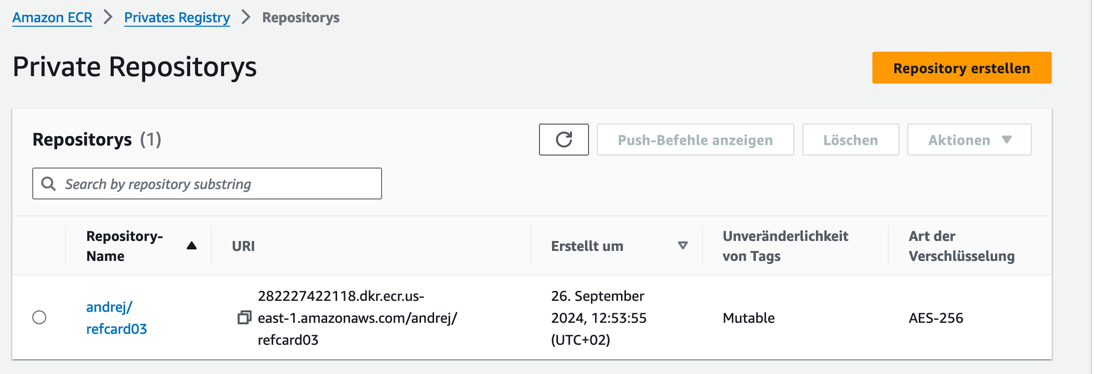 Amazon ECR > Privates Registry > Repositorys
Private Repositorys
Repository erstellen
Repositorys (1)
Push-Befehle anzeigen
Löschen
Aktionen
Search by repository substring
Repository-
Name
URI
Erstellt um
Unveränderlichkeit
von Tags
Art der
Verschlüsselung
andrej/
refcard03
282227422118.dkr.ecr.us-
east-1.amazonaws.com/andrej/
refcard03
26. September
2024, 12:53:55
(UTC+02)
Mutable
AES-256